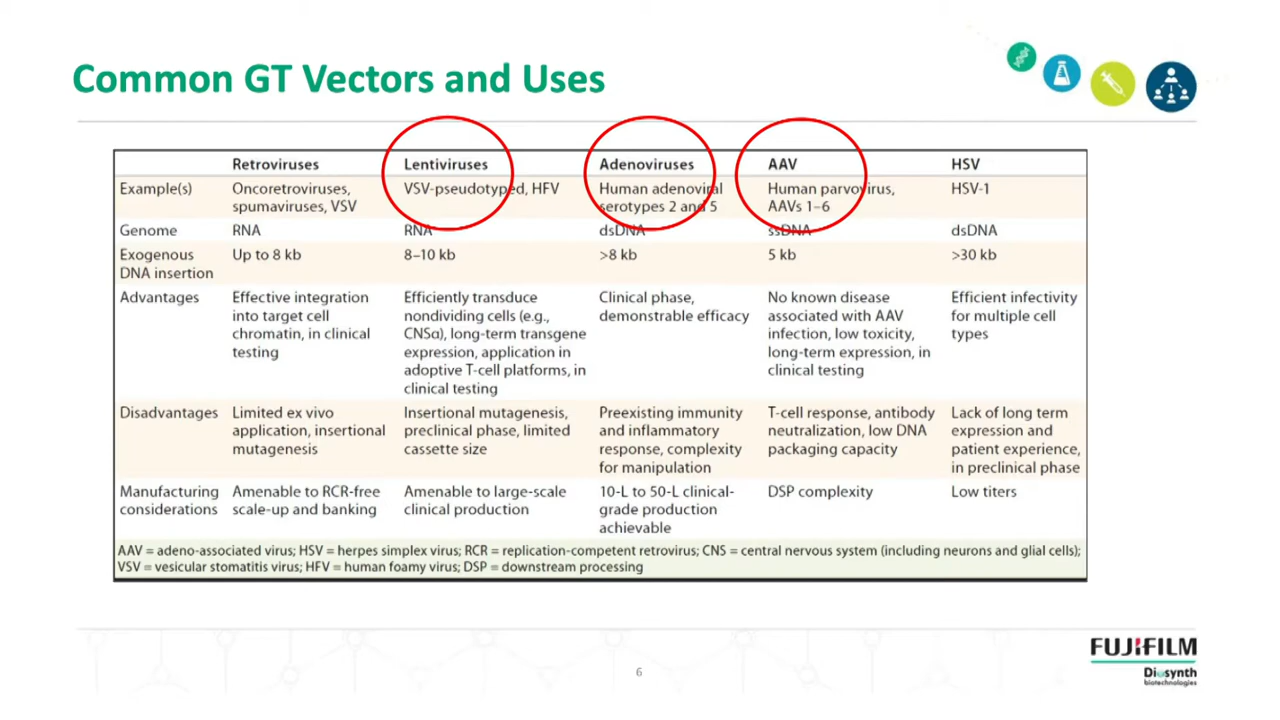 Common GT Vectors and Uses
Retroviruses Lentiviruses Adenoviruses AAV HSV
Example(s) Oncoretroviruses, VSV-pseudotyped, HFV Human adenoviral Human parvovirus, HSV-1
spumaviruses, VSV serotypes 2 and 5 AAVs 1–6
Genome RNA RNA dsDNA ssDNA dsDNA
Exogenous Up to 8 kb 8–10 kb >8 kb 5 kb >30 kb
DNA insertion
Advantages Effective integration Efficiently transduce Clinical phase, No known disease Efficient infectivity
into target cell nondividing cells (e.g., demonstrable efficacy associated with AAV for multiple cell
chromatin, in clinical CNSα), long-term transgene infection, low toxicity, types
testing expression, application in long-term expression, in
adoptive T-cell platforms, in clinical testing
clinical testing
Disadvantages Limited ex vivo Insertional mutagenesis, Preexisting immunity T-cell response, antibody Lack of long term
application, insertional preclinical phase, limited and inflammatory neutralization, low DNA expression and
mutagenesis cassette size response, complexity packaging capacity patient experience,
for manipulation in preclinical phase
Manufacturing Amenable to RCR-free Amenable to large-scale 10-L to 50-L clinical- DSP complexity Low titers
considerations scale-up and banking clinical production grade production
achievable
AAV = adeno-associated virus; HSV = herpes simplex virus; RCR = replication-competent retrovirus; CNS = central nervous system (including neurons and glial cells);
VSV = vesicular stomatitis virus; HFV = human foamy virus; DSP = downstream processing
6
FUJIFILM
Diosynth
biotechnologies